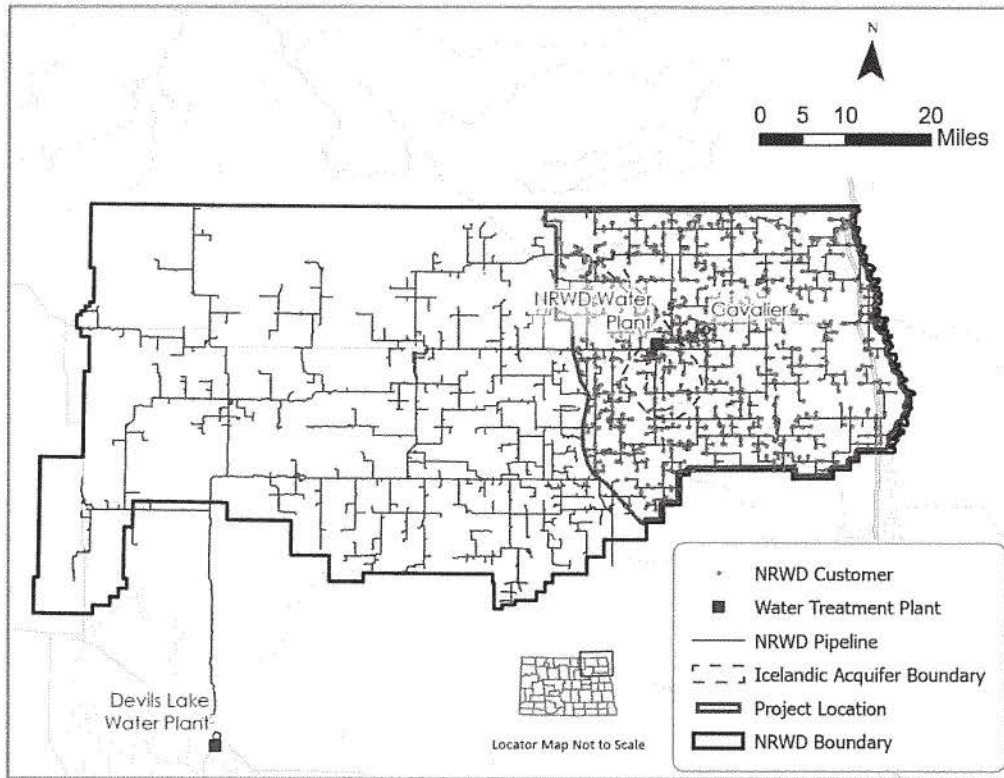 N
0 5 10 20
Miles
NRWD Water
Plant
Cavalier
Devils Lake
Water Plant
Locator Map Not to Scale
NRWD Customer
Water Treatment Plant
NRWD Pipeline
Icelandic Acquifer Boundary
Project Location
NRWD Boundary